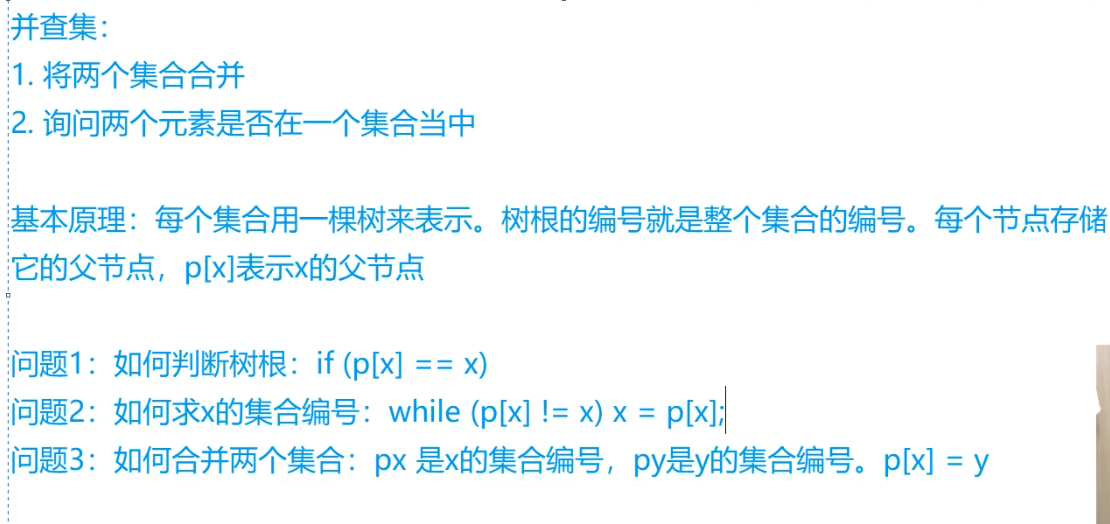 并查集：
1. 将两个集合合并
2. 询问两个元素是否在一个集合当中
基本原理：每个集合用一棵树来表示。树根的编号就是整个集合的编号。每个节点存储
它的父节点，p[x]表示x的父节点
问题1：如何判断树根：if (p[x] == x)
问题2：如何求x的集合编号：while (p[x] != x) x = p[x];
问题3：如何合并两个集合：px 是x的集合编号，py是y的集合编号。p[x] = y